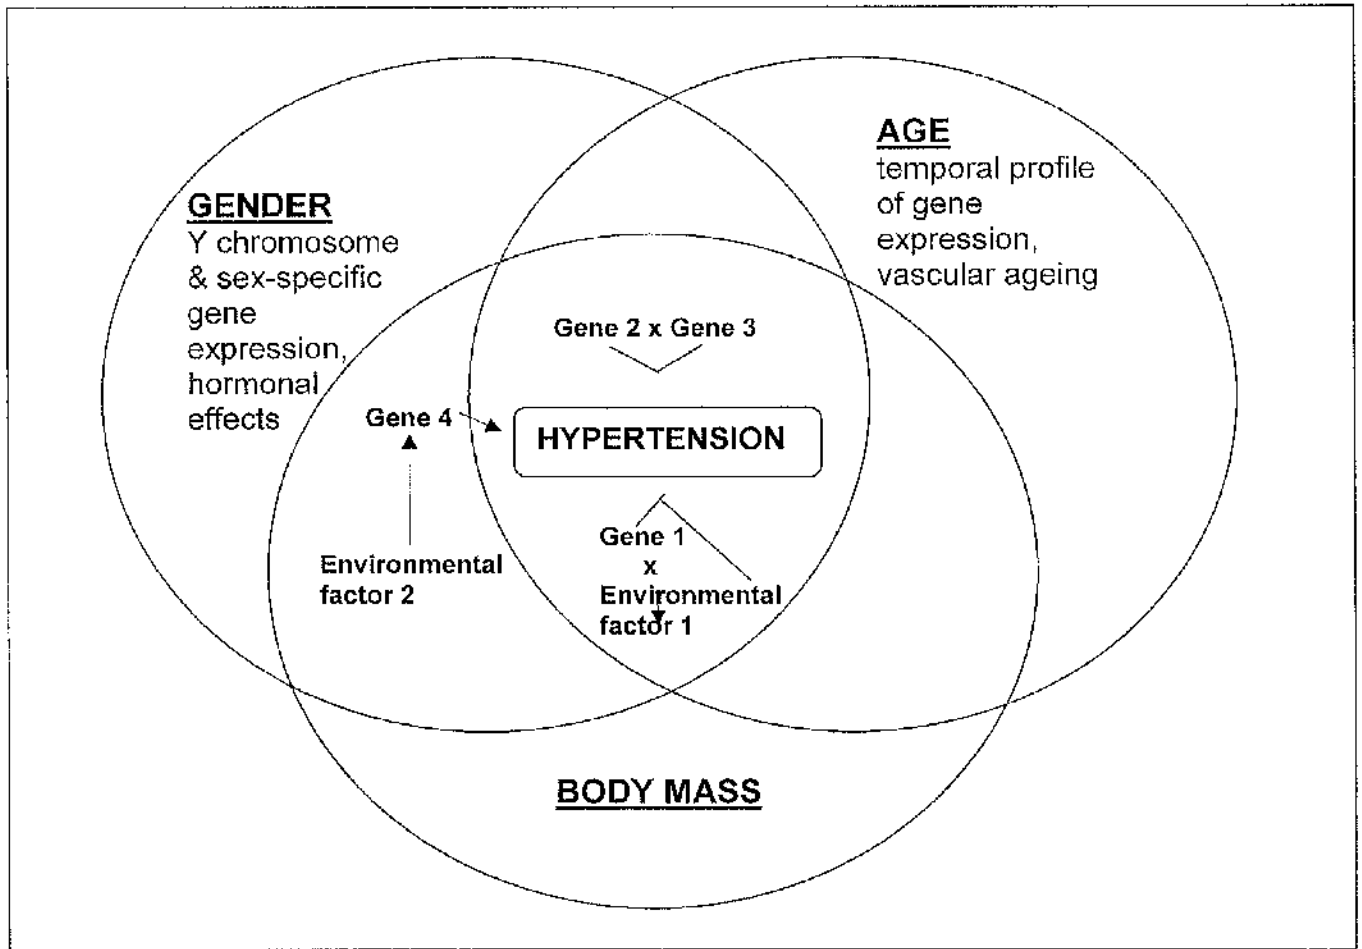 AGE
temporal profile
of gene
expression,
vascular ageing
GENDER
Y chromosome
& sex-specific
gene
expression,
hormonal
effects
Gene 2 x Gene 3
Gene 4
HYPERTENSION
Environmental
factor 2
Gene 1
x
Environmental
factor 1
BODY MASS